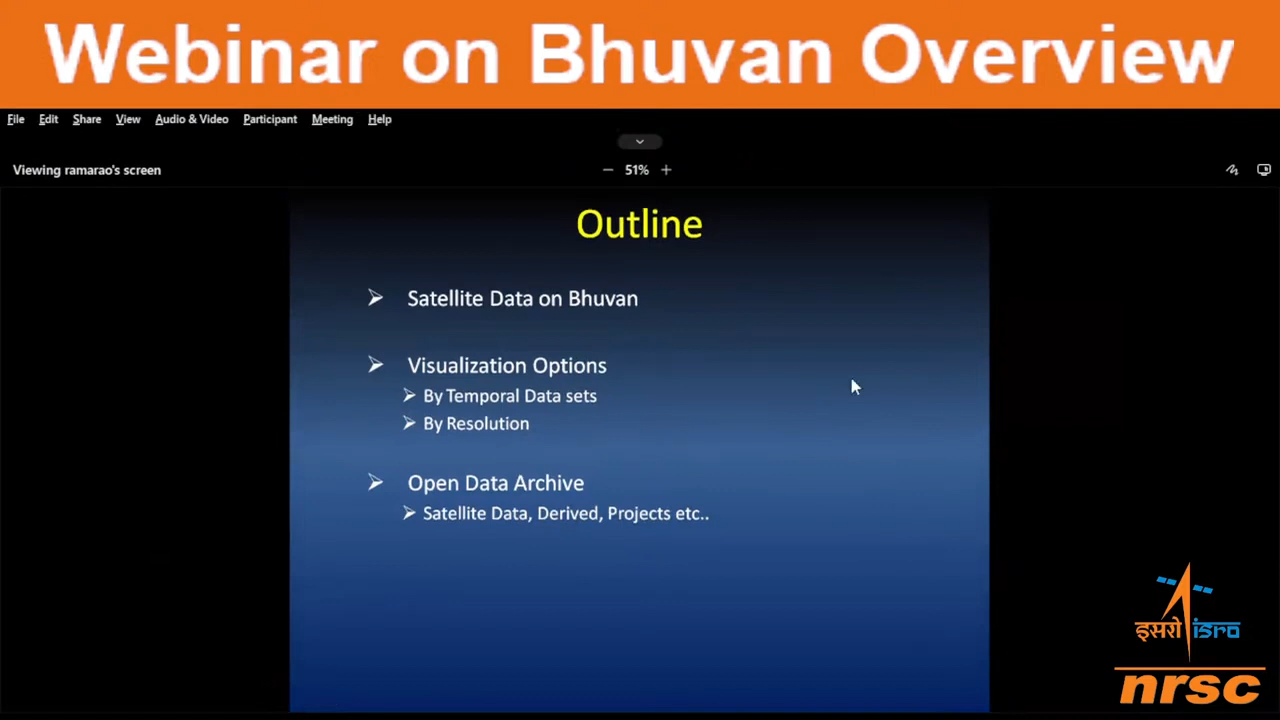 Webinar on Bhuvan Overview
File Edit Share View Audio & Video Participant Meeting Help
Viewing ramarao's screen
51%
Outline
Satellite Data on Bhuvan
Visualization Options
By Temporal Data sets
By Resolution
Open Data Archive
Satellite Data, Derived, Projects etc..
इसरो isro
nrsc